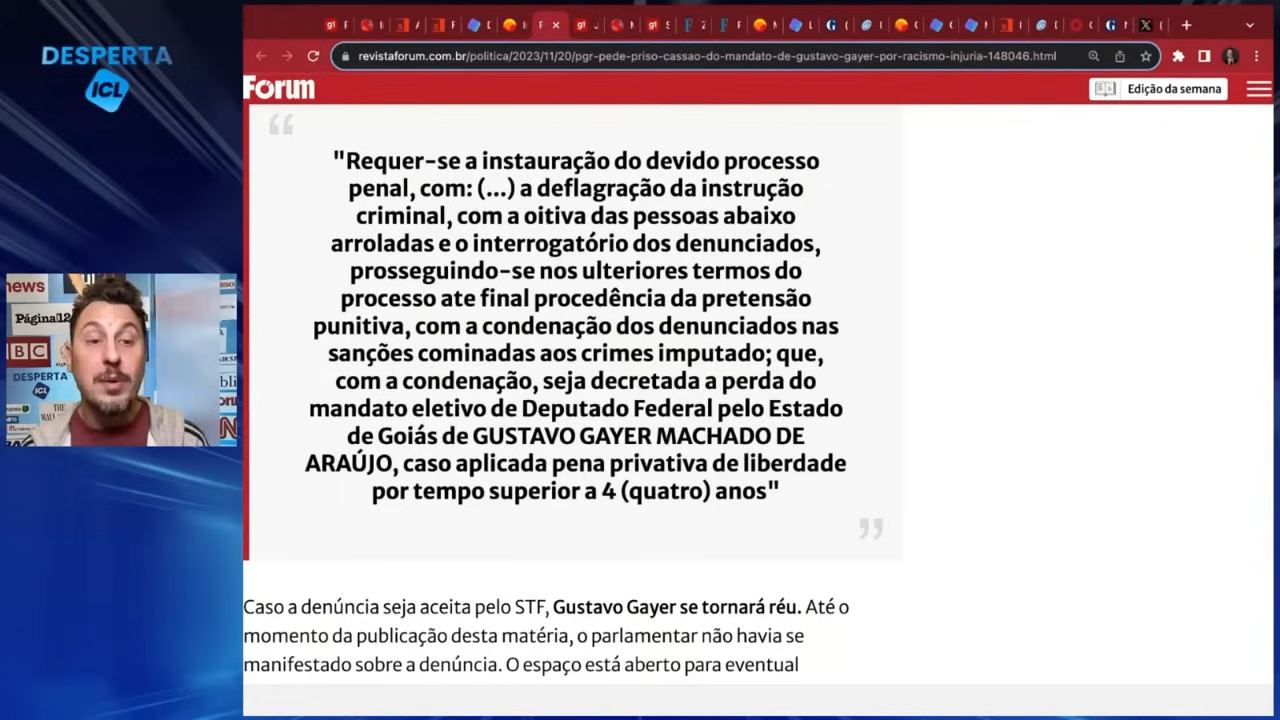 DESPERTA
ICL
revistaforum.com.br/politica/2023/11/20/pgr-pede-priso-cassao-do-mandato-de-gustavo-gayer-por-racismo-injuria-148046.html
Fórum
Edição da semana
"Requer-se a instauração do devido processo
penal, com: (...) a deflagração da instrução
criminal, com a oitiva das pessoas abaixo
arroladas e o interrogatório dos denunciados,
prosseguindo-se nos ulteriores termos do
processo ate final procedência da pretensão
punitiva, com a condenação dos denunciados nas
sanções cominadas aos crimes imputado; que,
com a condenação, seja decretada a perda do
mandato eletivo de Deputado Federal pelo Estado
de Goiás de GUSTAVO GAYER MACHADO DE
ARAÚJO, caso aplicada pena privativa de liberdade
por tempo superior a 4 (quatro) anos"
Caso a denúncia seja aceita pelo STF, Gustavo Gayer se tornará réu. Até o
momento da publicação desta matéria, o parlamentar não havia se
manifestado sobre a denúncia. O espaço está aberto para eventual
news
Página12
BC
DESPERTA
ICL
N